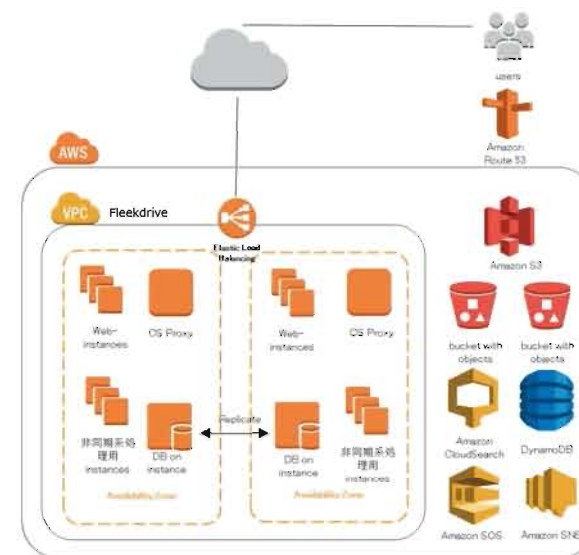 users
Amazon
Route 53
AWS
VPC
Fleekdrive
Elastic Load
Balancing
Amazon S3
Web-
instances
OS Proxy
Web-
instances
OS Proxy
bucket with
objects
bucket with
objects
Replicate
非同期系処
理用
instances
DB on
instance
DB on
instance
非同期系処
理用
instances
Amazon
CloudSearch
DynamoDB
Availability Zone
Availability Zone
Amazon SQS
Amazon SNS